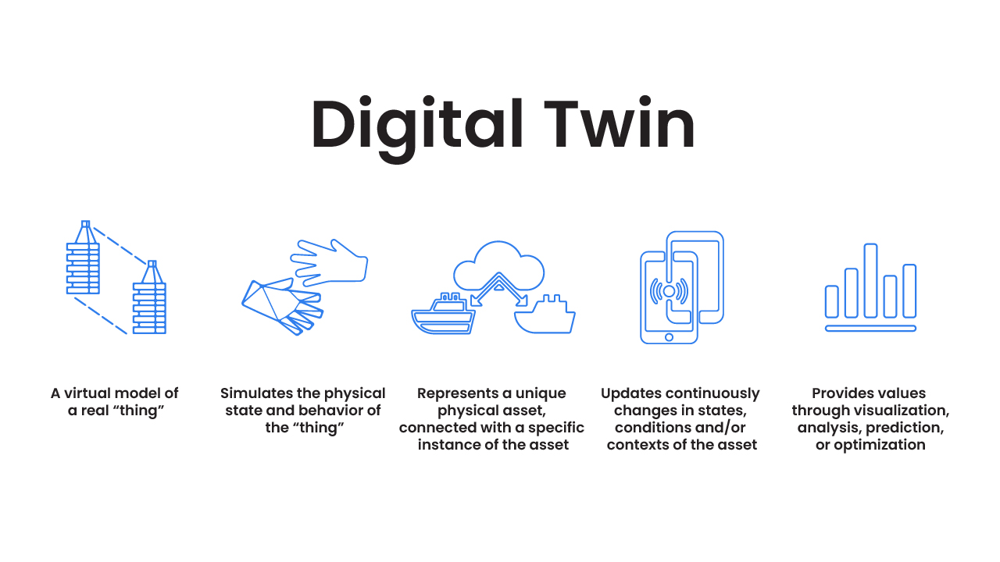 Digital Twin
A virtual model of
a real “thing”
Simulates the physical
state and behavior of
the “thing”
Represents a unique
physical asset,
connected with a specific
instance of the asset
Updates continuously
changes in states,
conditions and/or
contexts of the asset
Provides values
through visualization,
analysis, prediction,
or optimization